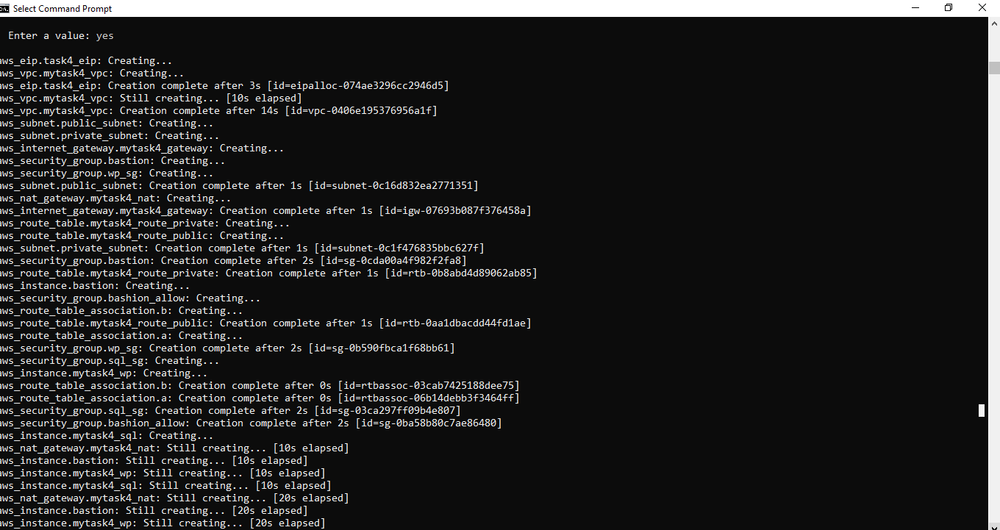 Select Command Prompt
Enter a value: yes
aws_eip.task4_eip: Creating...
aws_vpc.mytask4_vpc: Creating...
aws_eip.task4_eip: Creation complete after 3s [id=eipalloc-074ae3296cc2946d5]
aws_vpc.mytask4_vpc: Still creating... [10s elapsed]
aws_vpc.mytask4_vpc: Creation complete after 14s [id=vpc-0406e195376956a1f]
aws_subnet.public_subnet: Creating...
aws_subnet.private_subnet: Creating...
aws_internet_gateway.mytask4_gateway: Creating...
aws_security_group.bastion: Creating...
aws_security_group.wp_sg: Creating...
aws_subnet.public_subnet: Creation complete after 1s [id=subnet-0c16d832ea2771351]
aws_nat_gateway.mytask4_nat: Creating...
aws_internet_gateway.mytask4_gateway: Creation complete after 1s [id=igw-07693b087f376458a]
aws_route_table.mytask4_route_private: Creating...
aws_route_table.mytask4_route_public: Creating...
aws_subnet.private_subnet: Creation complete after 1s [id=subnet-0c1f476835bbc627f]
aws_security_group.bastion: Creation complete after 2s [id=sg-0cda00a4f982f2fa8]
aws_route_table.mytask4_route_private: Creation complete after 1s [id=rtb-0b8abd4d89062ab85]
aws_instance.bastion: Creating...
aws_security_group.bashion_allow: Creating...
aws_route_table_association.b: Creating...
aws_route_table.mytask4_route_public: Creation complete after 1s [id=rtb-0aa1dbacdd44fd1ae]
aws_route_table_association.a: Creating...
aws_security_group.wp_sg: Creation complete after 2s [id=sg-0b590fbca1f68bb61]
aws_security_group.sql_sg: Creating...
aws_instance.mytask4_wp: Creating...
aws_route_table_association.b: Creation complete after 0s [id=rtbassoc-03cab7425188dee75]
aws_route_table_association.a: Creation complete after 0s [id=rtbassoc-06b14debb3f3464ff]
aws_security_group.sql_sg: Creation complete after 2s [id=sg-03ca297ff09b4e807]
aws_security_group.bashion_allow: Creation complete after 2s [id=sg-0ba58b80c7ae86480]
aws_instance.mytask4_sql: Creating...
aws_nat_gateway.mytask4_nat: Still creating... [10s elapsed]
aws_instance.bastion: Still creating... [10s elapsed]
aws_instance.mytask4_wp: Still creating... [10s elapsed]
aws_instance.mytask4_sql: Still creating... [10s elapsed]
aws_nat_gateway.mytask4_nat: Still creating... [20s elapsed]
aws_instance.bastion: Still creating... [20s elapsed]
aws_instance.mytask4_wp: Still creating... [20s elapsed]